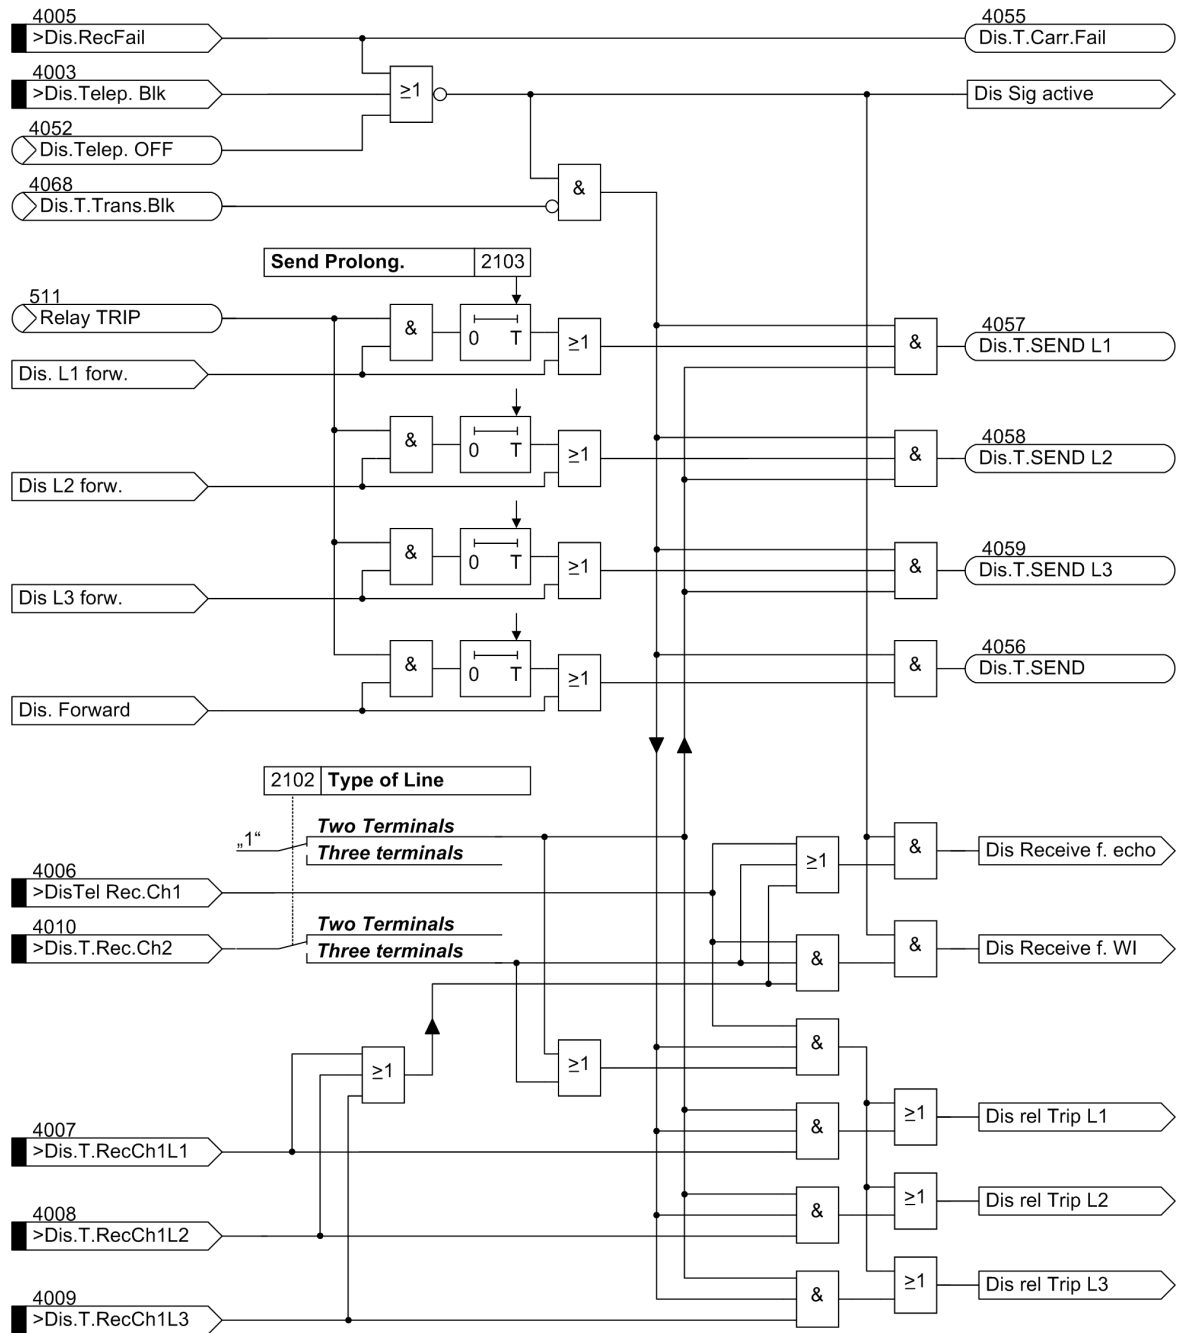 4005
>Dis.RecFail
4055
Dis.T.Carr.Fail
4003
>Dis.Telep. Blk
≥1
Dis Sig active
4052
Dis.Telep. OFF
4068
Dis.T.Trans.Blk
&
Send Prolong. 2103
511
Relay TRIP
&
0 T
≥1
&
4057
Dis.T.SEND L1
Dis. L1 forw.
&
0 T
≥1
&
4058
Dis.T.SEND L2
Dis L2 forw.
&
0 T
≥1
&
4059
Dis.T.SEND L3
Dis L3 forw.
&
0 T
≥1
&
4056
Dis.T.SEND
Dis. Forward
2102 Type of Line
„1“
Two Terminals
Three terminals
≥1
&
Dis Receive f. echo
4006
>DisTel Rec.Ch1
4010
>Dis.T.Rec.Ch2
Two Terminals
Three terminals
&
&
Dis Receive f. WI
≥1
≥1
&
4007
>Dis.T.RecCh1L1
&
≥1
Dis rel Trip L1
4008
>Dis.T.RecCh1L2
&
≥1
Dis rel Trip L2
4009
>Dis.T.RecCh1L3
&
≥1
Dis rel Trip L3